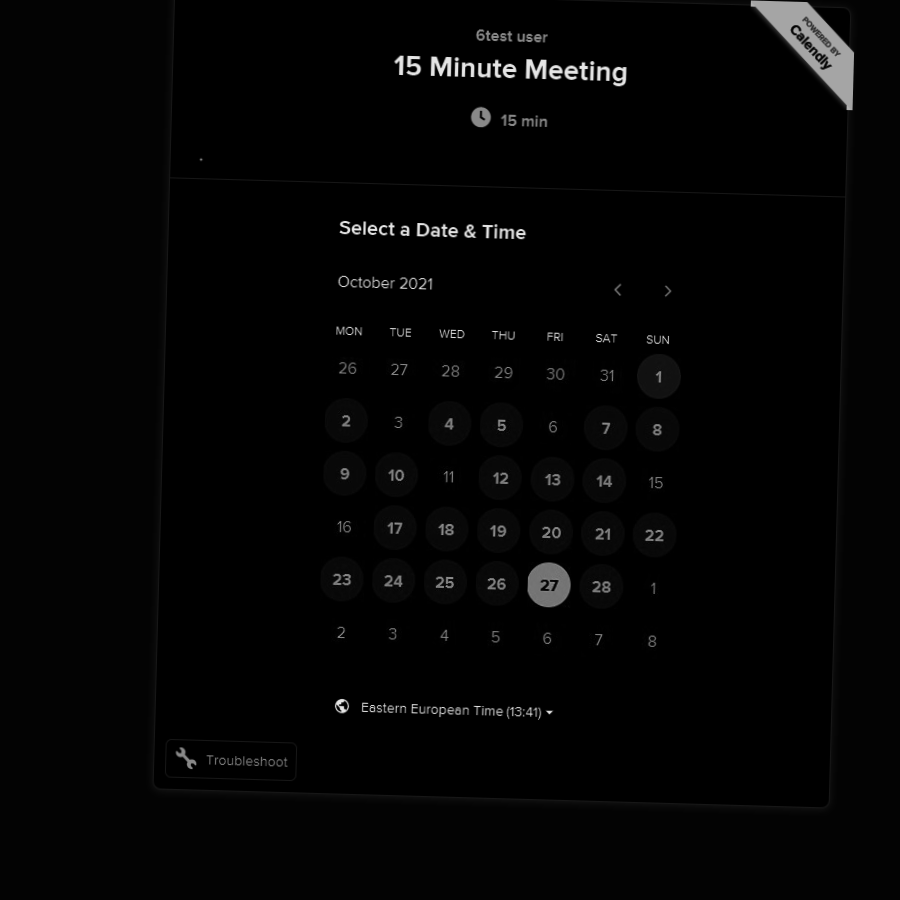 POWERED BY
Calendly
6test user
15 Minute Meeting
15 min
Select a Date & Time
October 2021
MON TUE WED THU FRI SAT SUN
26 27 28 29 30 31 1
2 3 4 5 6 7 8
9 10 11 12 13 14 15
16 17 18 19 20 21 22
23 24 25 26 27 28 1
2 3 4 5 6 7 8
Eastern European Time (13:41)
Troubleshoot